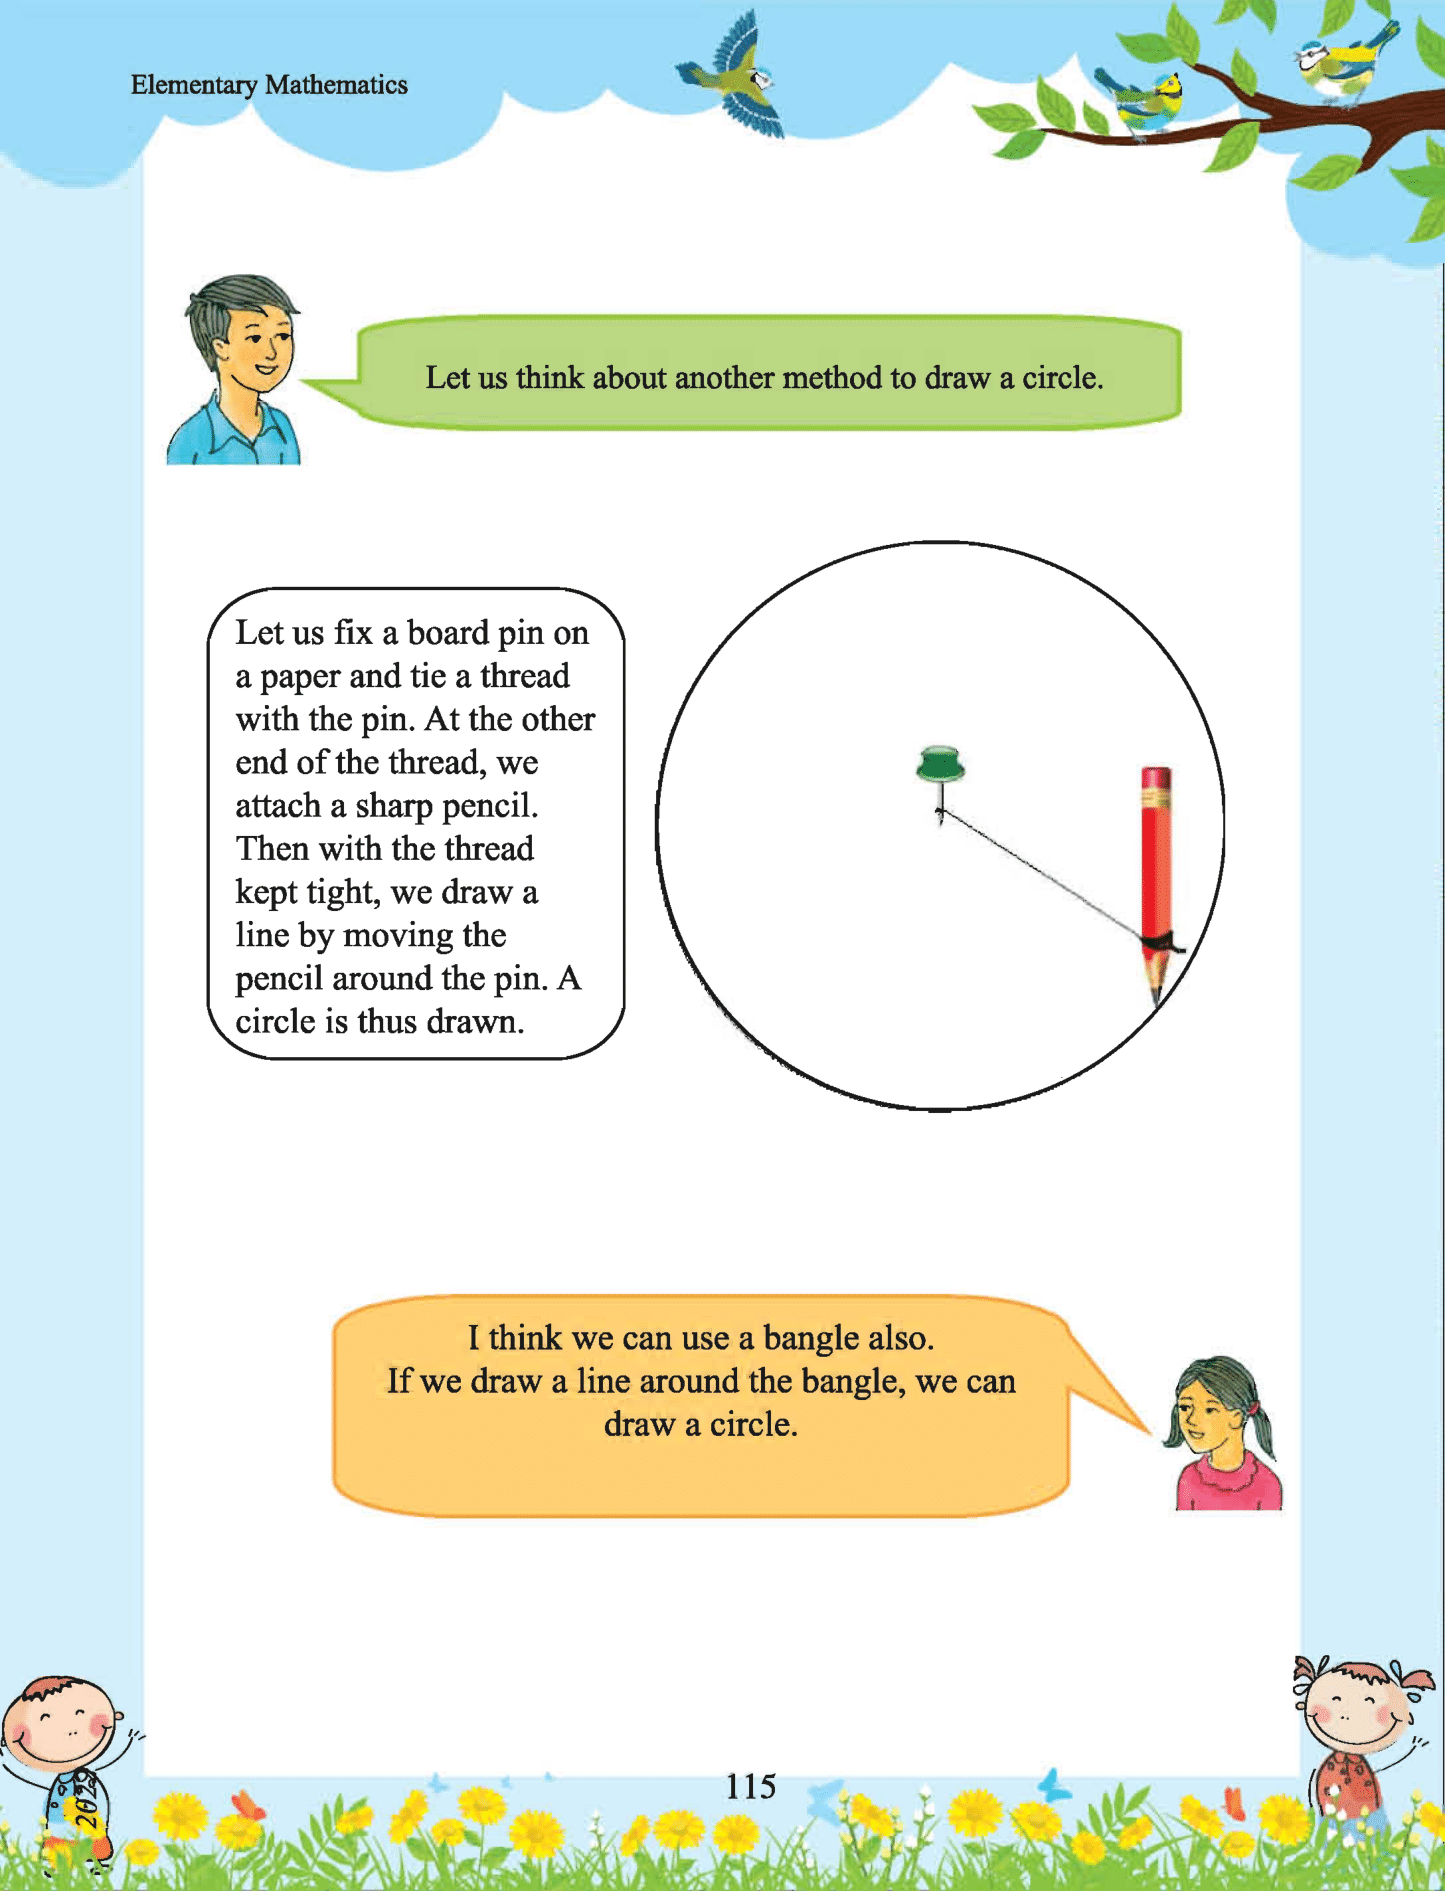 Elementary Mathematics
Let us think about another method to draw a circle.
Let us fix a board pin on
a paper and tie a thread
with the pin. At the other
end of the thread, we
attach a sharp pencil.
Then with the thread
kept tight, we draw a
line by moving the
pencil around the pin. A
circle is thus drawn.
I think we can use a bangle also.
If we draw a line around the bangle, we can
draw a circle.
115